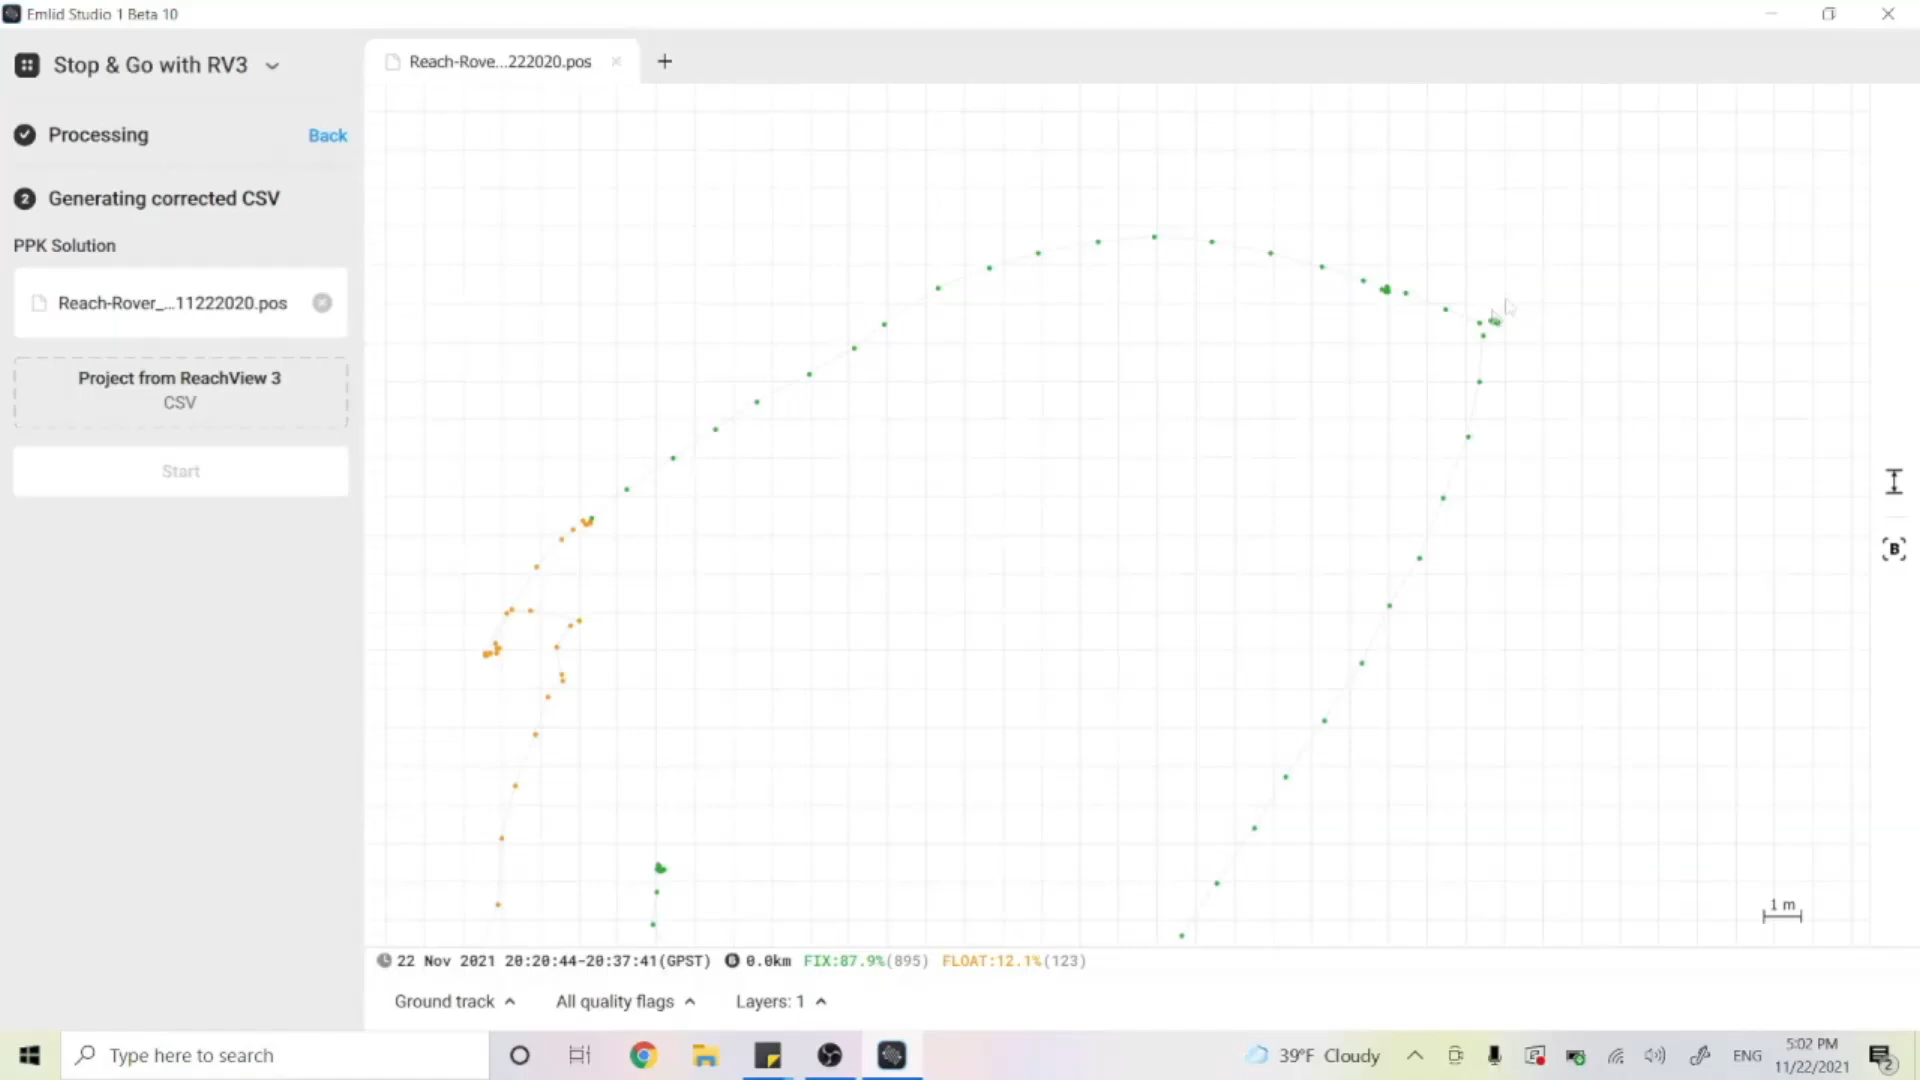 Emlid Studio 1 Beta 10
Stop & Go with RV3
Reach-Rove...222020.pos
Processing
Back
2 Generating corrected CSV
PPK Solution
Reach-Rover_...11222020.pos
Project from ReachView 3
CSV
Start
B
1 m
22 Nov 2021 20:20:44-20:37:41(GPST) B 0.0km FIX:87.9%(895) FLOAT:12.1%(123)
Ground track
All quality flags
Layers: 1
Type here to search
39°F Cloudy
ENG
5:02 PM
11/22/2021
2